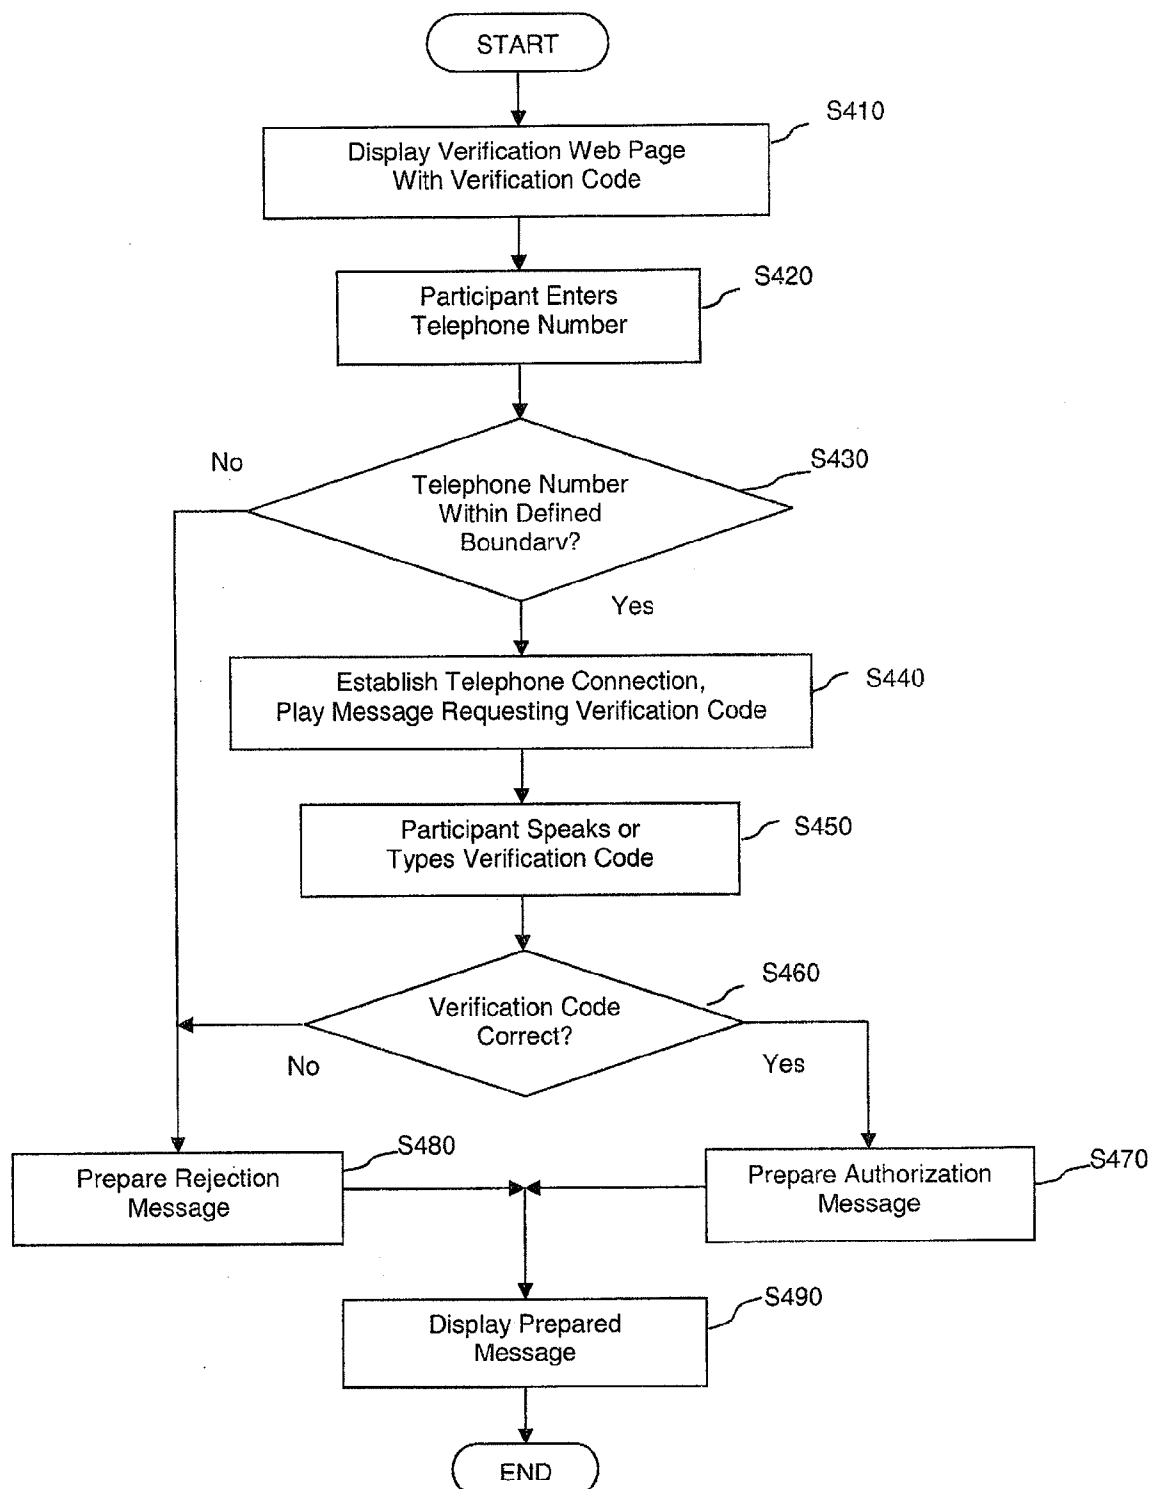 START
S410
Display Verification Web Page
With Verification Code
S420
Participant Enters
Telephone Number
No
S430
Telephone Number
Within Defined
Boundary?
Yes
S440
Establish Telephone Connection,
Play Message Requesting Verification Code
S450
Participant Speaks or
Types Verification Code
S460
Verification Code
Correct?
No
Yes
S480
Prepare Rejection
Message
S470
Prepare Authorization
Message
S490
Display Prepared
Message
END